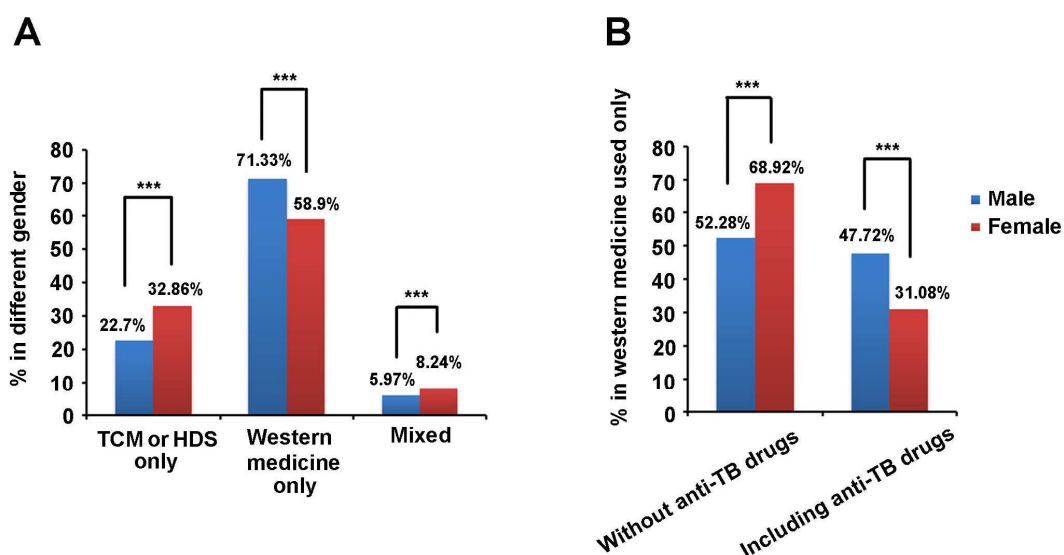 A
% in different gender
80
70
60
50
40
30
20
10
0
***
22.7%
32.86%
***
71.33%
58.9%
***
5.97%
8.24%
TCM or HDS
only
Western
medicine
only
Mixed
B
% in western medicine used only
80
70
60
50
40
30
20
10
0
***
52.28%
68.92%
***
47.72%
31.08%
Without anti-TB drugs
Including anti-TB drugs
Male
Female